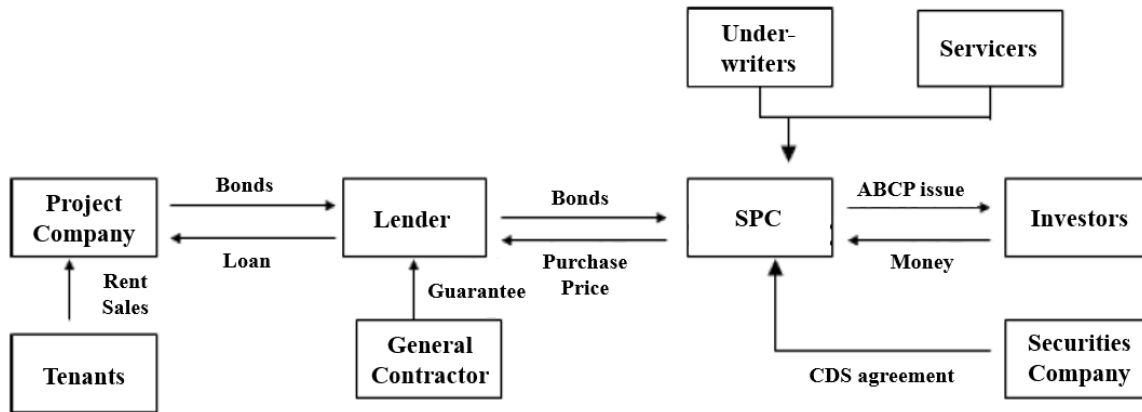 Under-
writers
Servicers
Project
Company
Bonds
Loan
Lender
Bonds
Purchase
Price
SPC
ABCP issue
Money
Investors
Rent
Sales
Guarantee
Tenants
General
Contractor
CDS agreement
Securities
Company